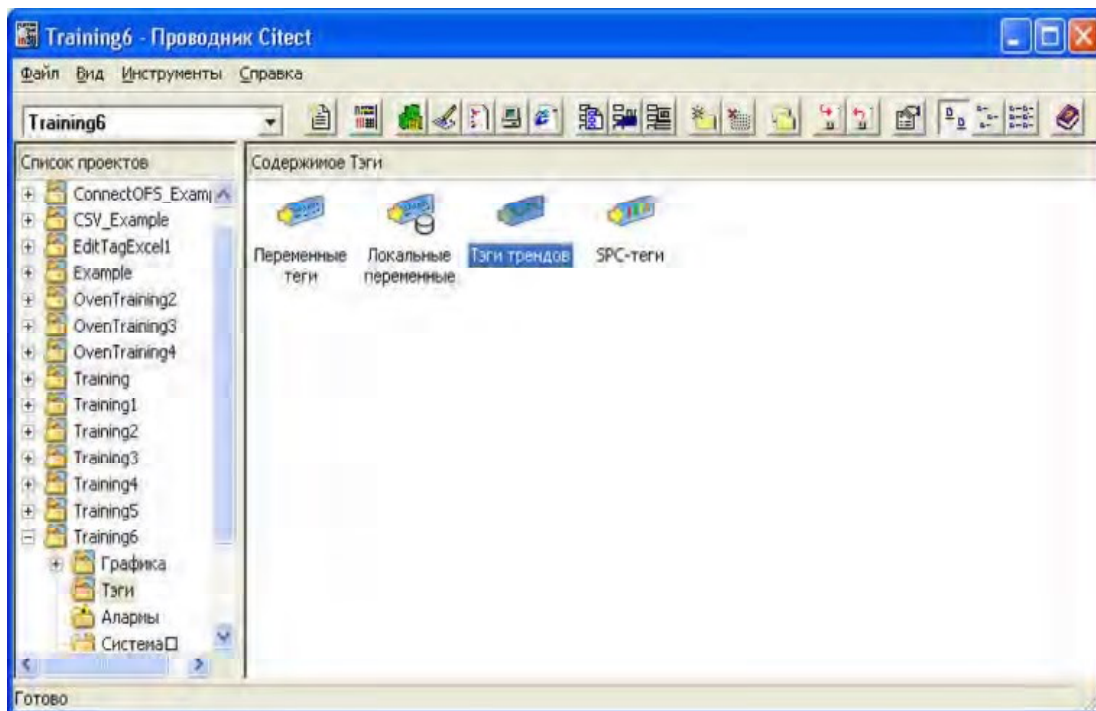 Training6 - Проводник Citect
Файл Вид Инструменты Справка
Training6
Список проектов
Содержимое Тэги
ConnectOFS_Examp
CSV_Example
EditTagExcel1
Example
OvenTraining2
OvenTraining3
OvenTraining4
Training
Training1
Training2
Training3
Training4
Training5
Training6
Графика
Тэги
Алармы
Система
Переменные
теги
Локальные
переменные
Тэги трендов
SPC-теги
Готово